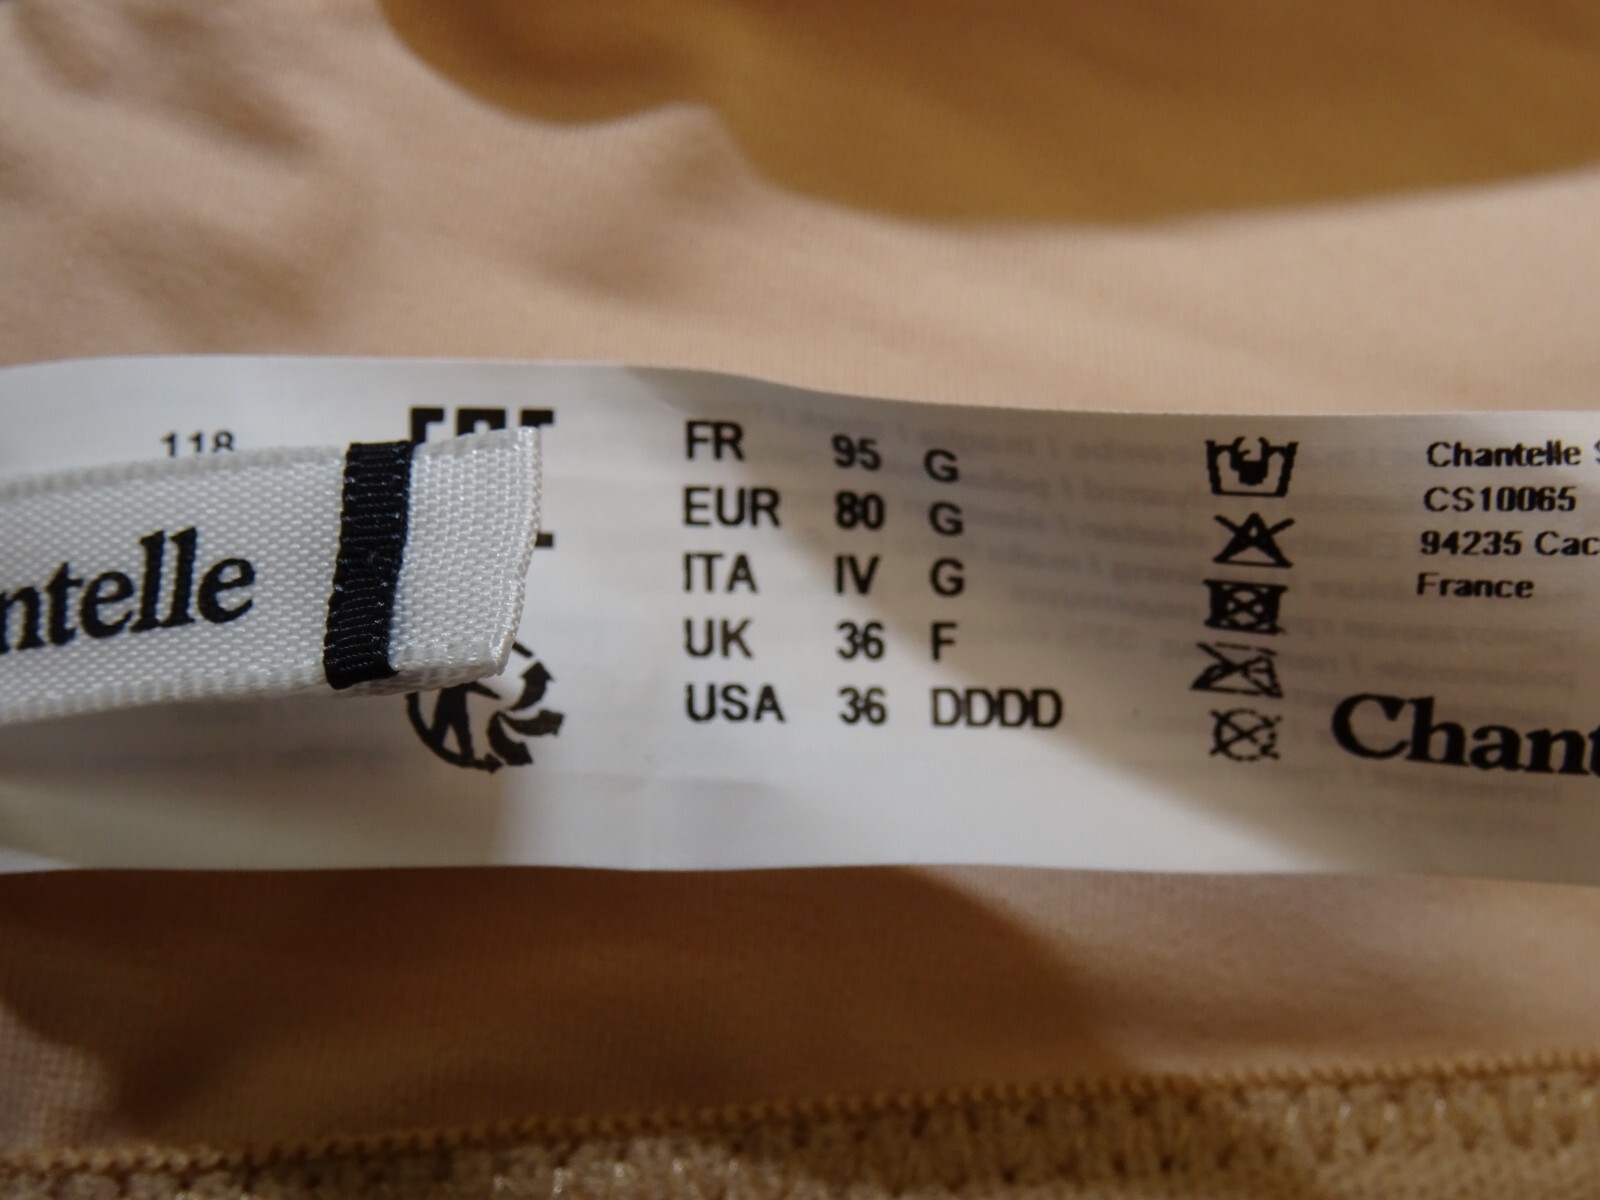 118
ntelle
FR 95 G
EUR 80 G
ITA IV G
UK 36 F
USA 36 DDDD
Chantelle
CS10065
94235 Cac
France
Chant